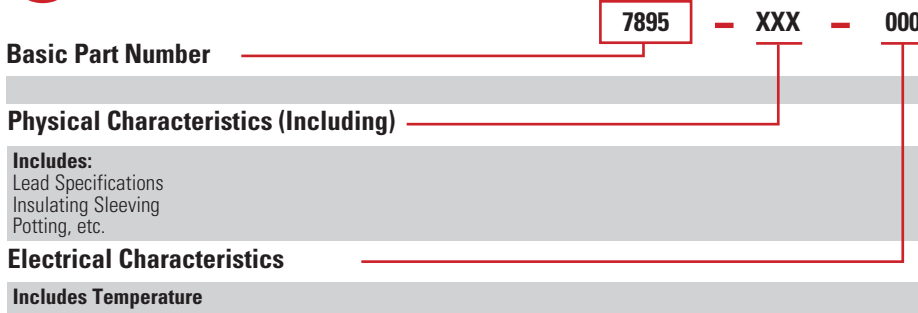 7895 – XXX – 000
Basic Part Number
Physical Characteristics (Including)
Includes:
Lead Specifications
Insulating Sleeving
Potting, etc.
Electrical Characteristics
Includes Temperature